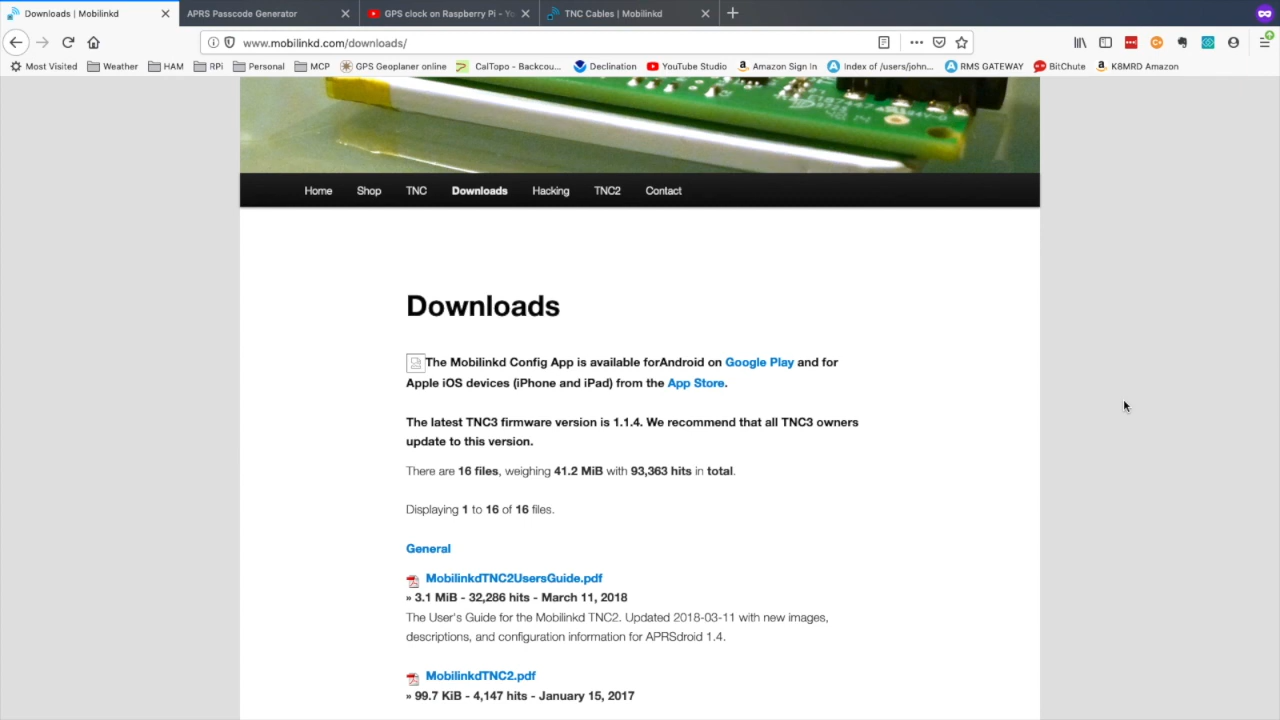 Downloads | Mobilinkd
APRS Passcode Generator
GPS clock on Raspberry Pi - Yo
TNC Cables | Mobilinkd
www.mobilinkd.com/downloads/
Most Visited Weather HAM RPi Personal MCP GPS Geoplaner online CalTopo - Backcou... Declination YouTube Studio Amazon Sign In Index of /users/john... RMS GATEWAY BitChute K8MRD Amazon
Home Shop TNC Downloads Hacking TNC2 Contact
Downloads
The Mobilinkd Config App is available forAndroid on Google Play and for
Apple iOS devices (iPhone and iPad) from the App Store.
The latest TNC3 firmware version is 1.1.4. We recommend that all TNC3 owners
update to this version.
There are 16 files, weighing 41.2 MiB with 93,363 hits in total.
Displaying 1 to 16 of 16 files.
General
MobilinkdTNC2UsersGuide.pdf
» 3.1 MiB - 32,286 hits - March 11, 2018
The User's Guide for the Mobilinkd TNC2. Updated 2018-03-11 with new images,
descriptions, and configuration information for APRSdroid 1.4.
MobilinkdTNC2.pdf
» 99.7 KiB - 4,147 hits - January 15, 2017